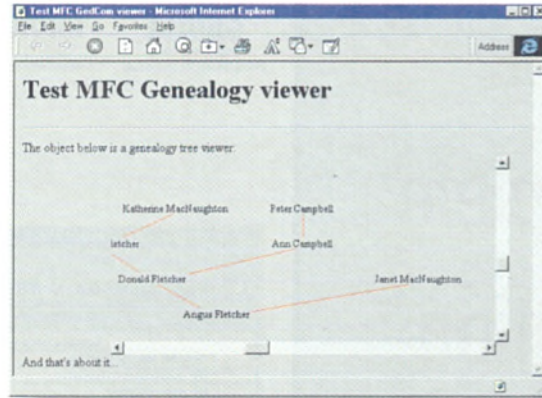 Test MFC GedCom viewer - Microsoft Internet Explorer
File Edit View Go Favorites Help
Address
Test MFC Genealogy viewer
The object below is a genealogy tree viewer:
Katherine MacNaughton Peter Campbell
letcher Ann Campbell
Donald Fletcher Janet MacNaughton
Angus Fletcher
And that's about it...